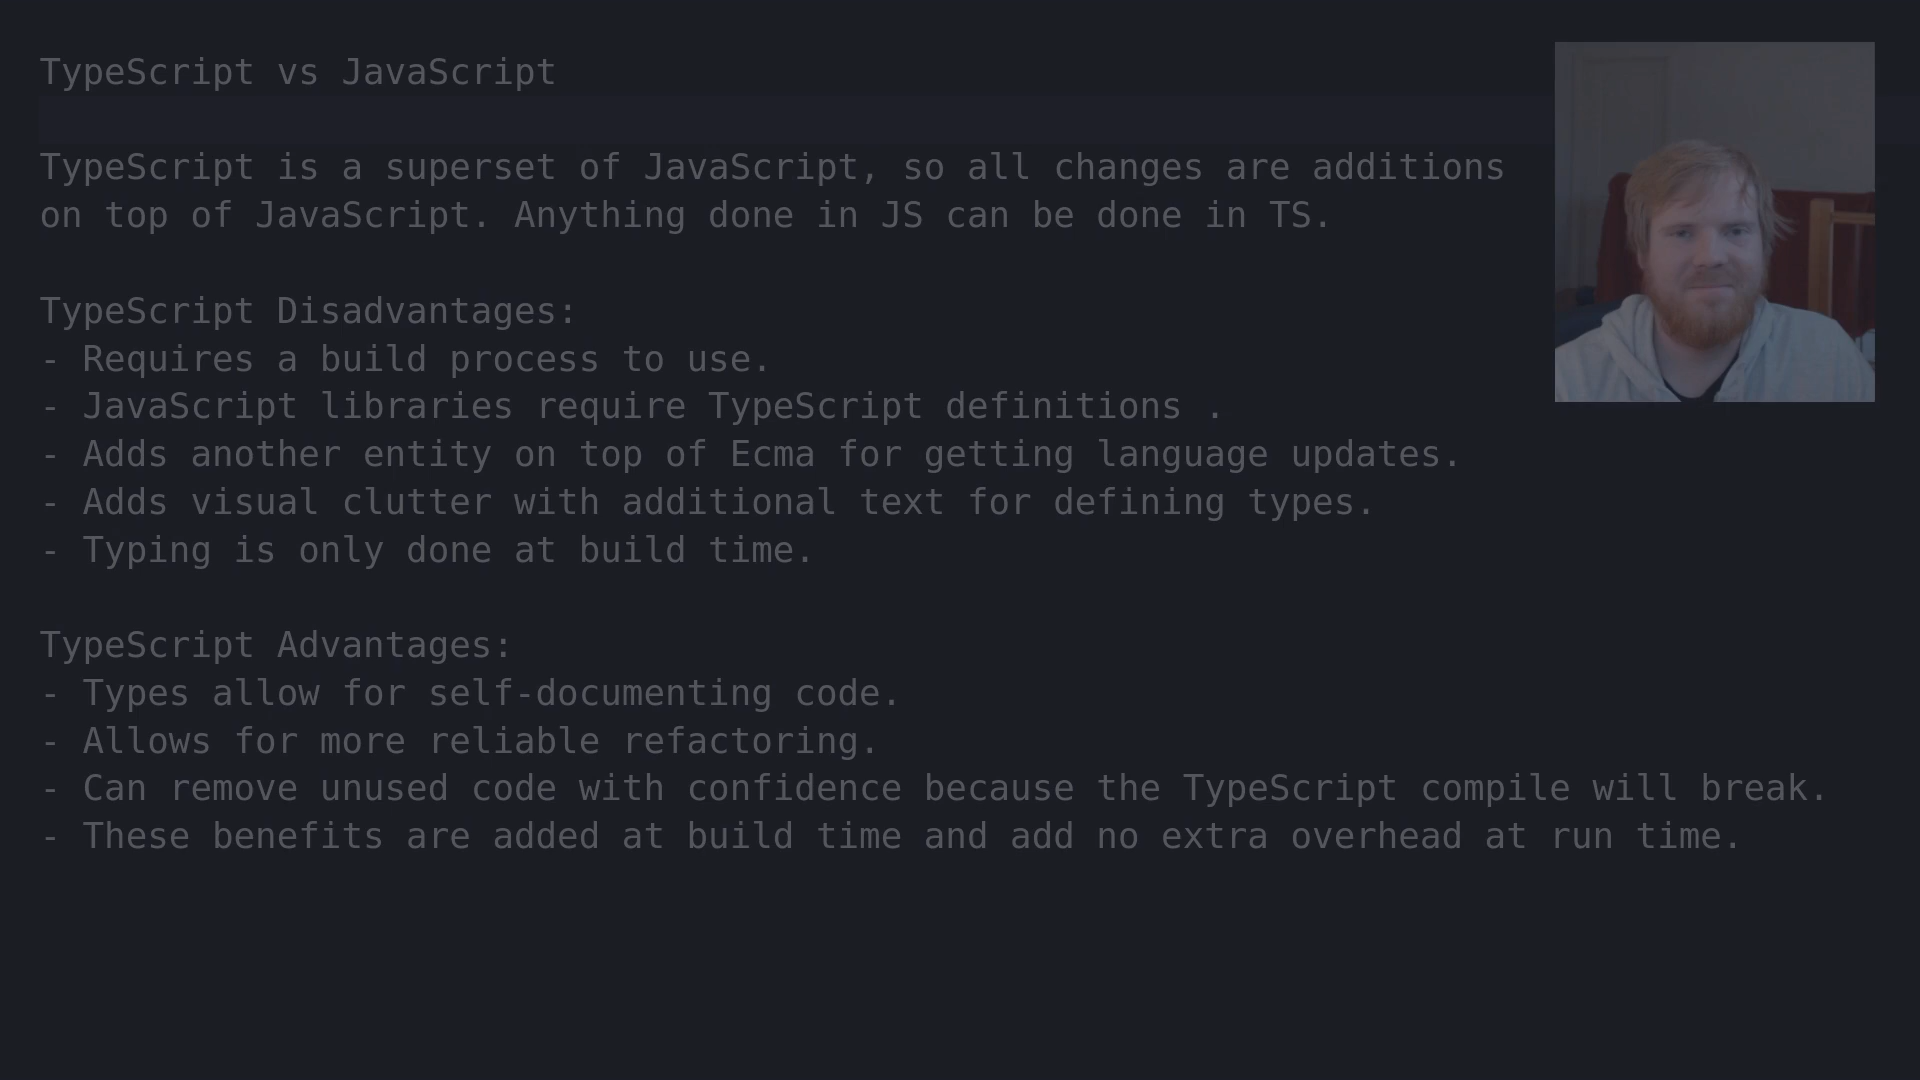 TypeScript vs JavaScript
TypeScript is a superset of JavaScript, so all changes are additions
on top of JavaScript. Anything done in JS can be done in TS.
TypeScript Disadvantages:
- Requires a build process to use.
- JavaScript libraries require TypeScript definitions .
- Adds another entity on top of Ecma for getting language updates.
- Adds visual clutter with additional text for defining types.
- Typing is only done at build time.
TypeScript Advantages:
- Types allow for self-documenting code.
- Allows for more reliable refactoring.
- Can remove unused code with confidence because the TypeScript compile will break.
- These benefits are added at build time and add no extra overhead at run time.